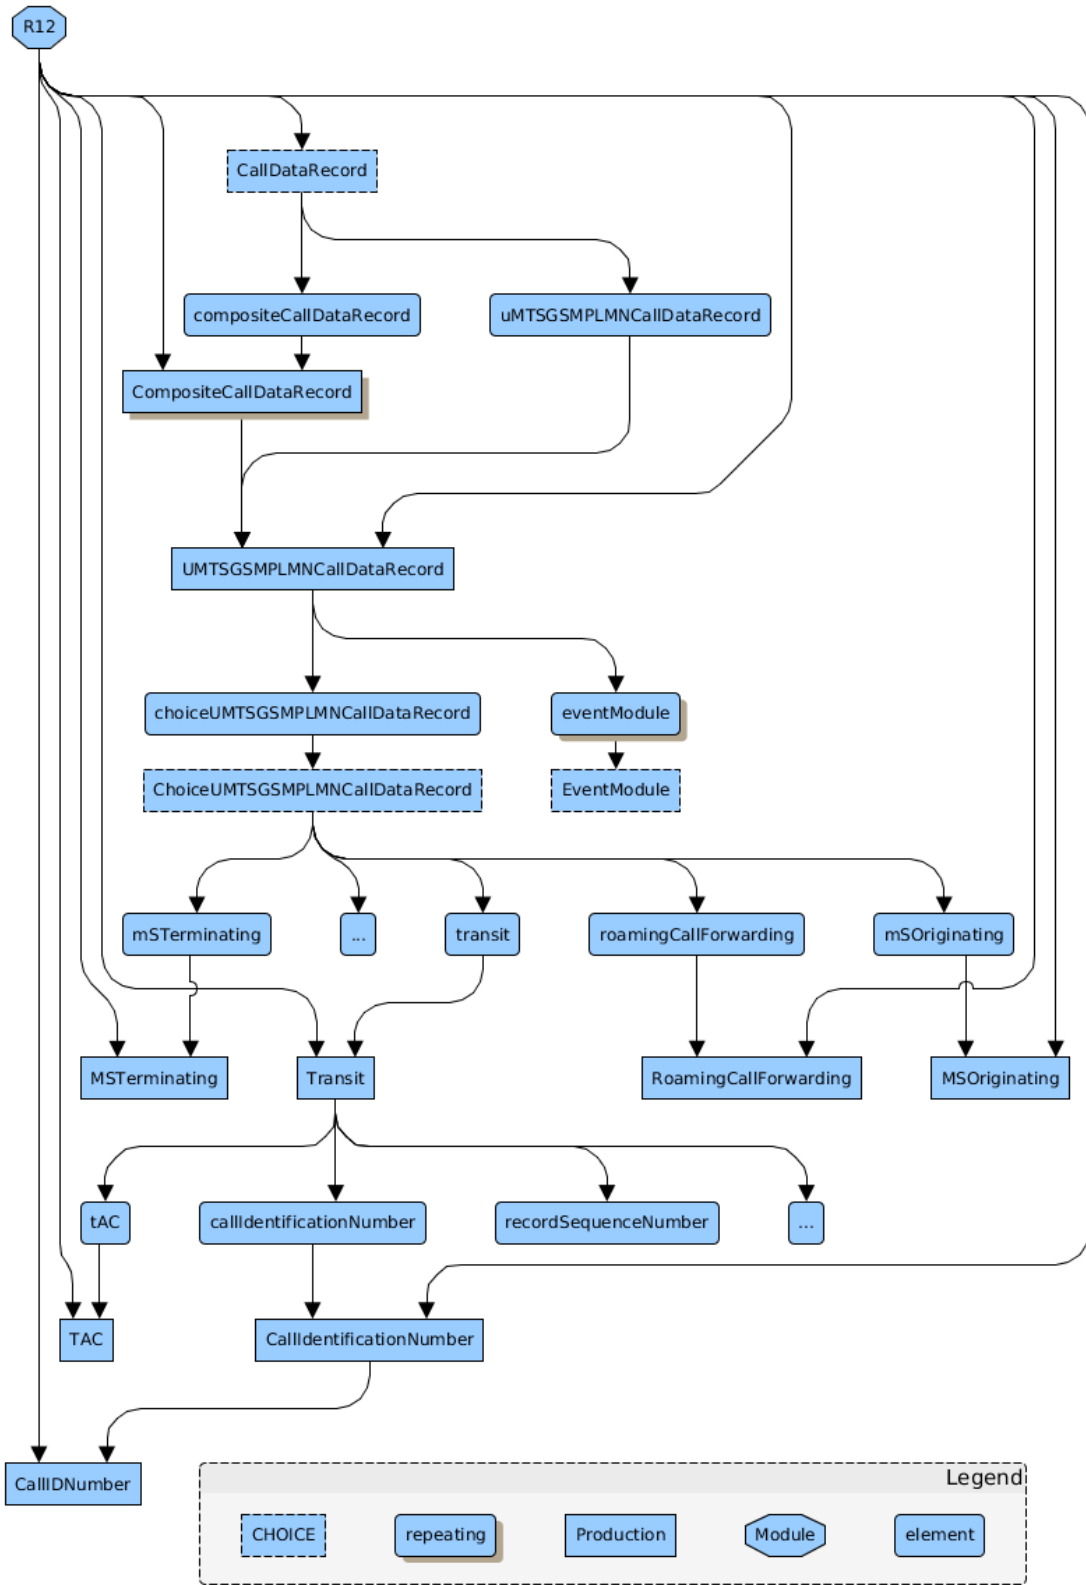 R12
CallDataRecord
compositeCallDataRecord
uMTSGSMPLMNCallDataRecord
CompositeCallDataRecord
UMTSGSMPLMNCallDataRecord
choiceUMTSGSMPLMNCallDataRecord
eventModule
ChoiceUMTSGSMPLMNCallDataRecord
EventModule
mSTerminating
...
transit
roamingCallForwarding
mSOriginating
MSTerminating
Transit
RoamingCallForwarding
MSOriginating
tAC
callIdentificationNumber
recordSequenceNumber
...
TAC
CallIdentificationNumber
CallIDNumber
Legend
CHOICE
repeating
Production
Module
element